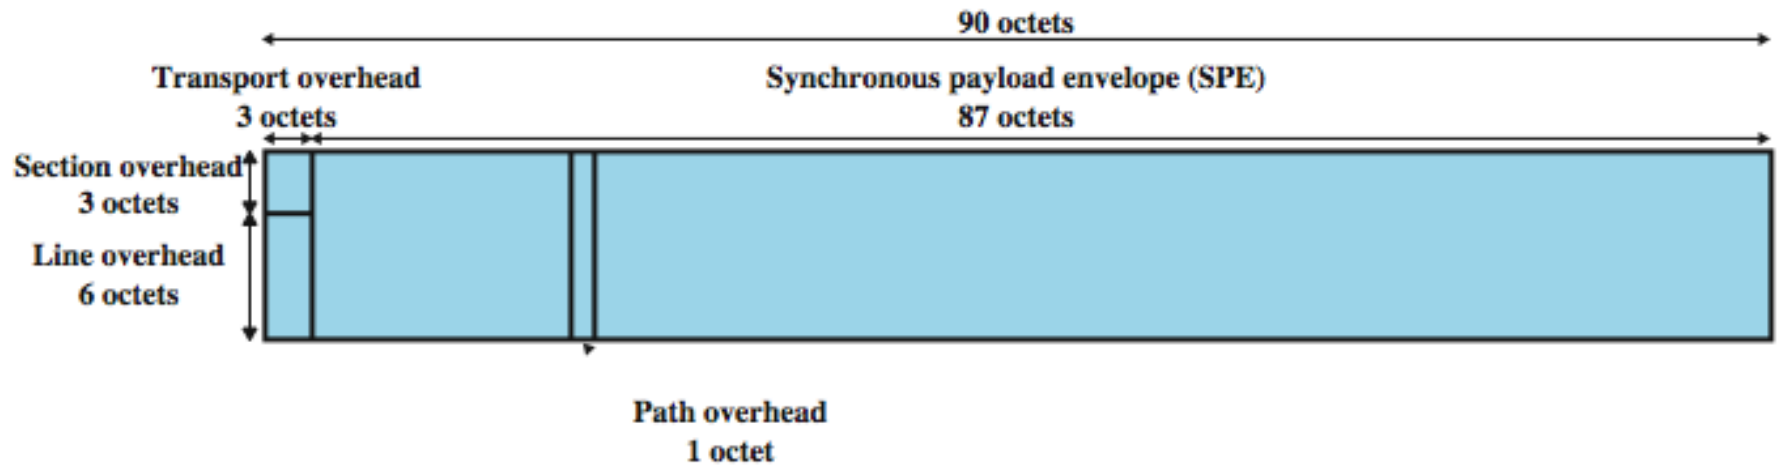 90 octets
Transport overhead
3 octets
Synchronous payload envelope (SPE)
87 octets
Section overhead
3 octets
Line overhead
6 octets
Path overhead
1 octet